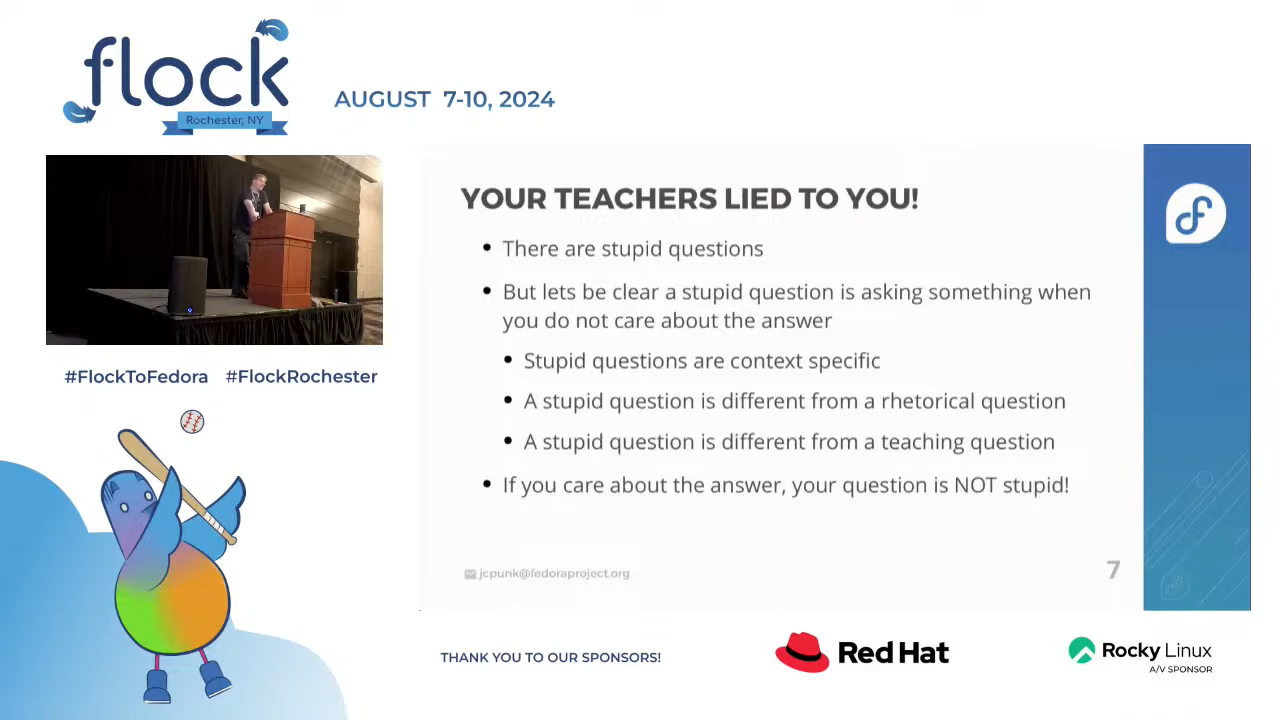 flock
Rochester, NY
AUGUST 7-10, 2024
#FlockToFedora #FlockRochester
YOUR TEACHERS LIED TO YOU!
• There are stupid questions
• But lets be clear a stupid question is asking something when
you do not care about the answer
• Stupid questions are context specific
• A stupid question is different from a rhetorical question
• A stupid question is different from a teaching question
• If you care about the answer, your question is NOT stupid!
jcpunk@fedoraproject.org
7
THANK YOU TO OUR SPONSORS!
Red Hat
Rocky Linux
A/V SPONSOR